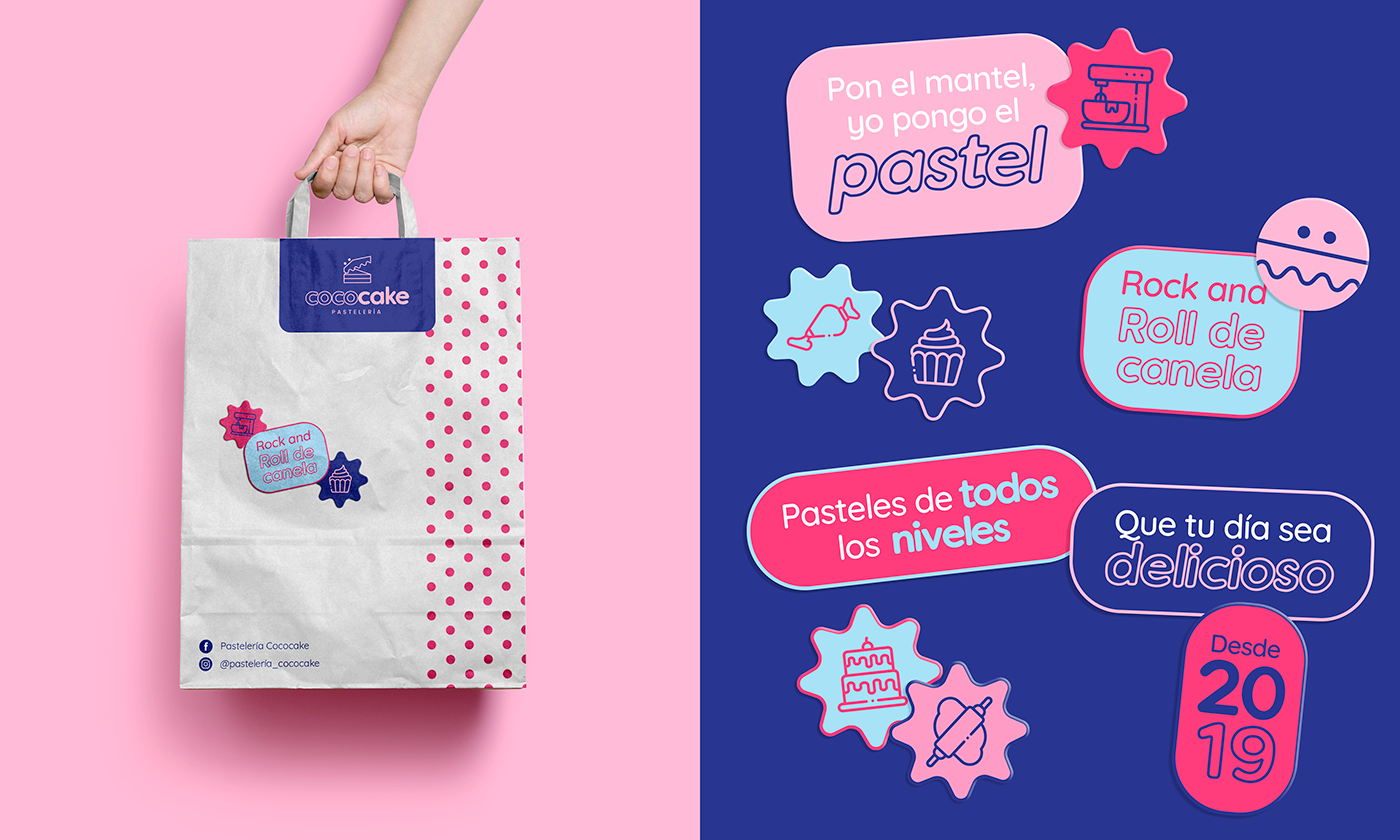 cococake
PASTELERÍA
Rock and
Roll de
canela
Pastelería Cococake
@pastelería_cococake
Pon el mantel,
yo pongo el
pastel
Rock and
Roll de
canela
Pasteles de todos
los niveles
Que tu día sea
delicioso
Desde
20
19